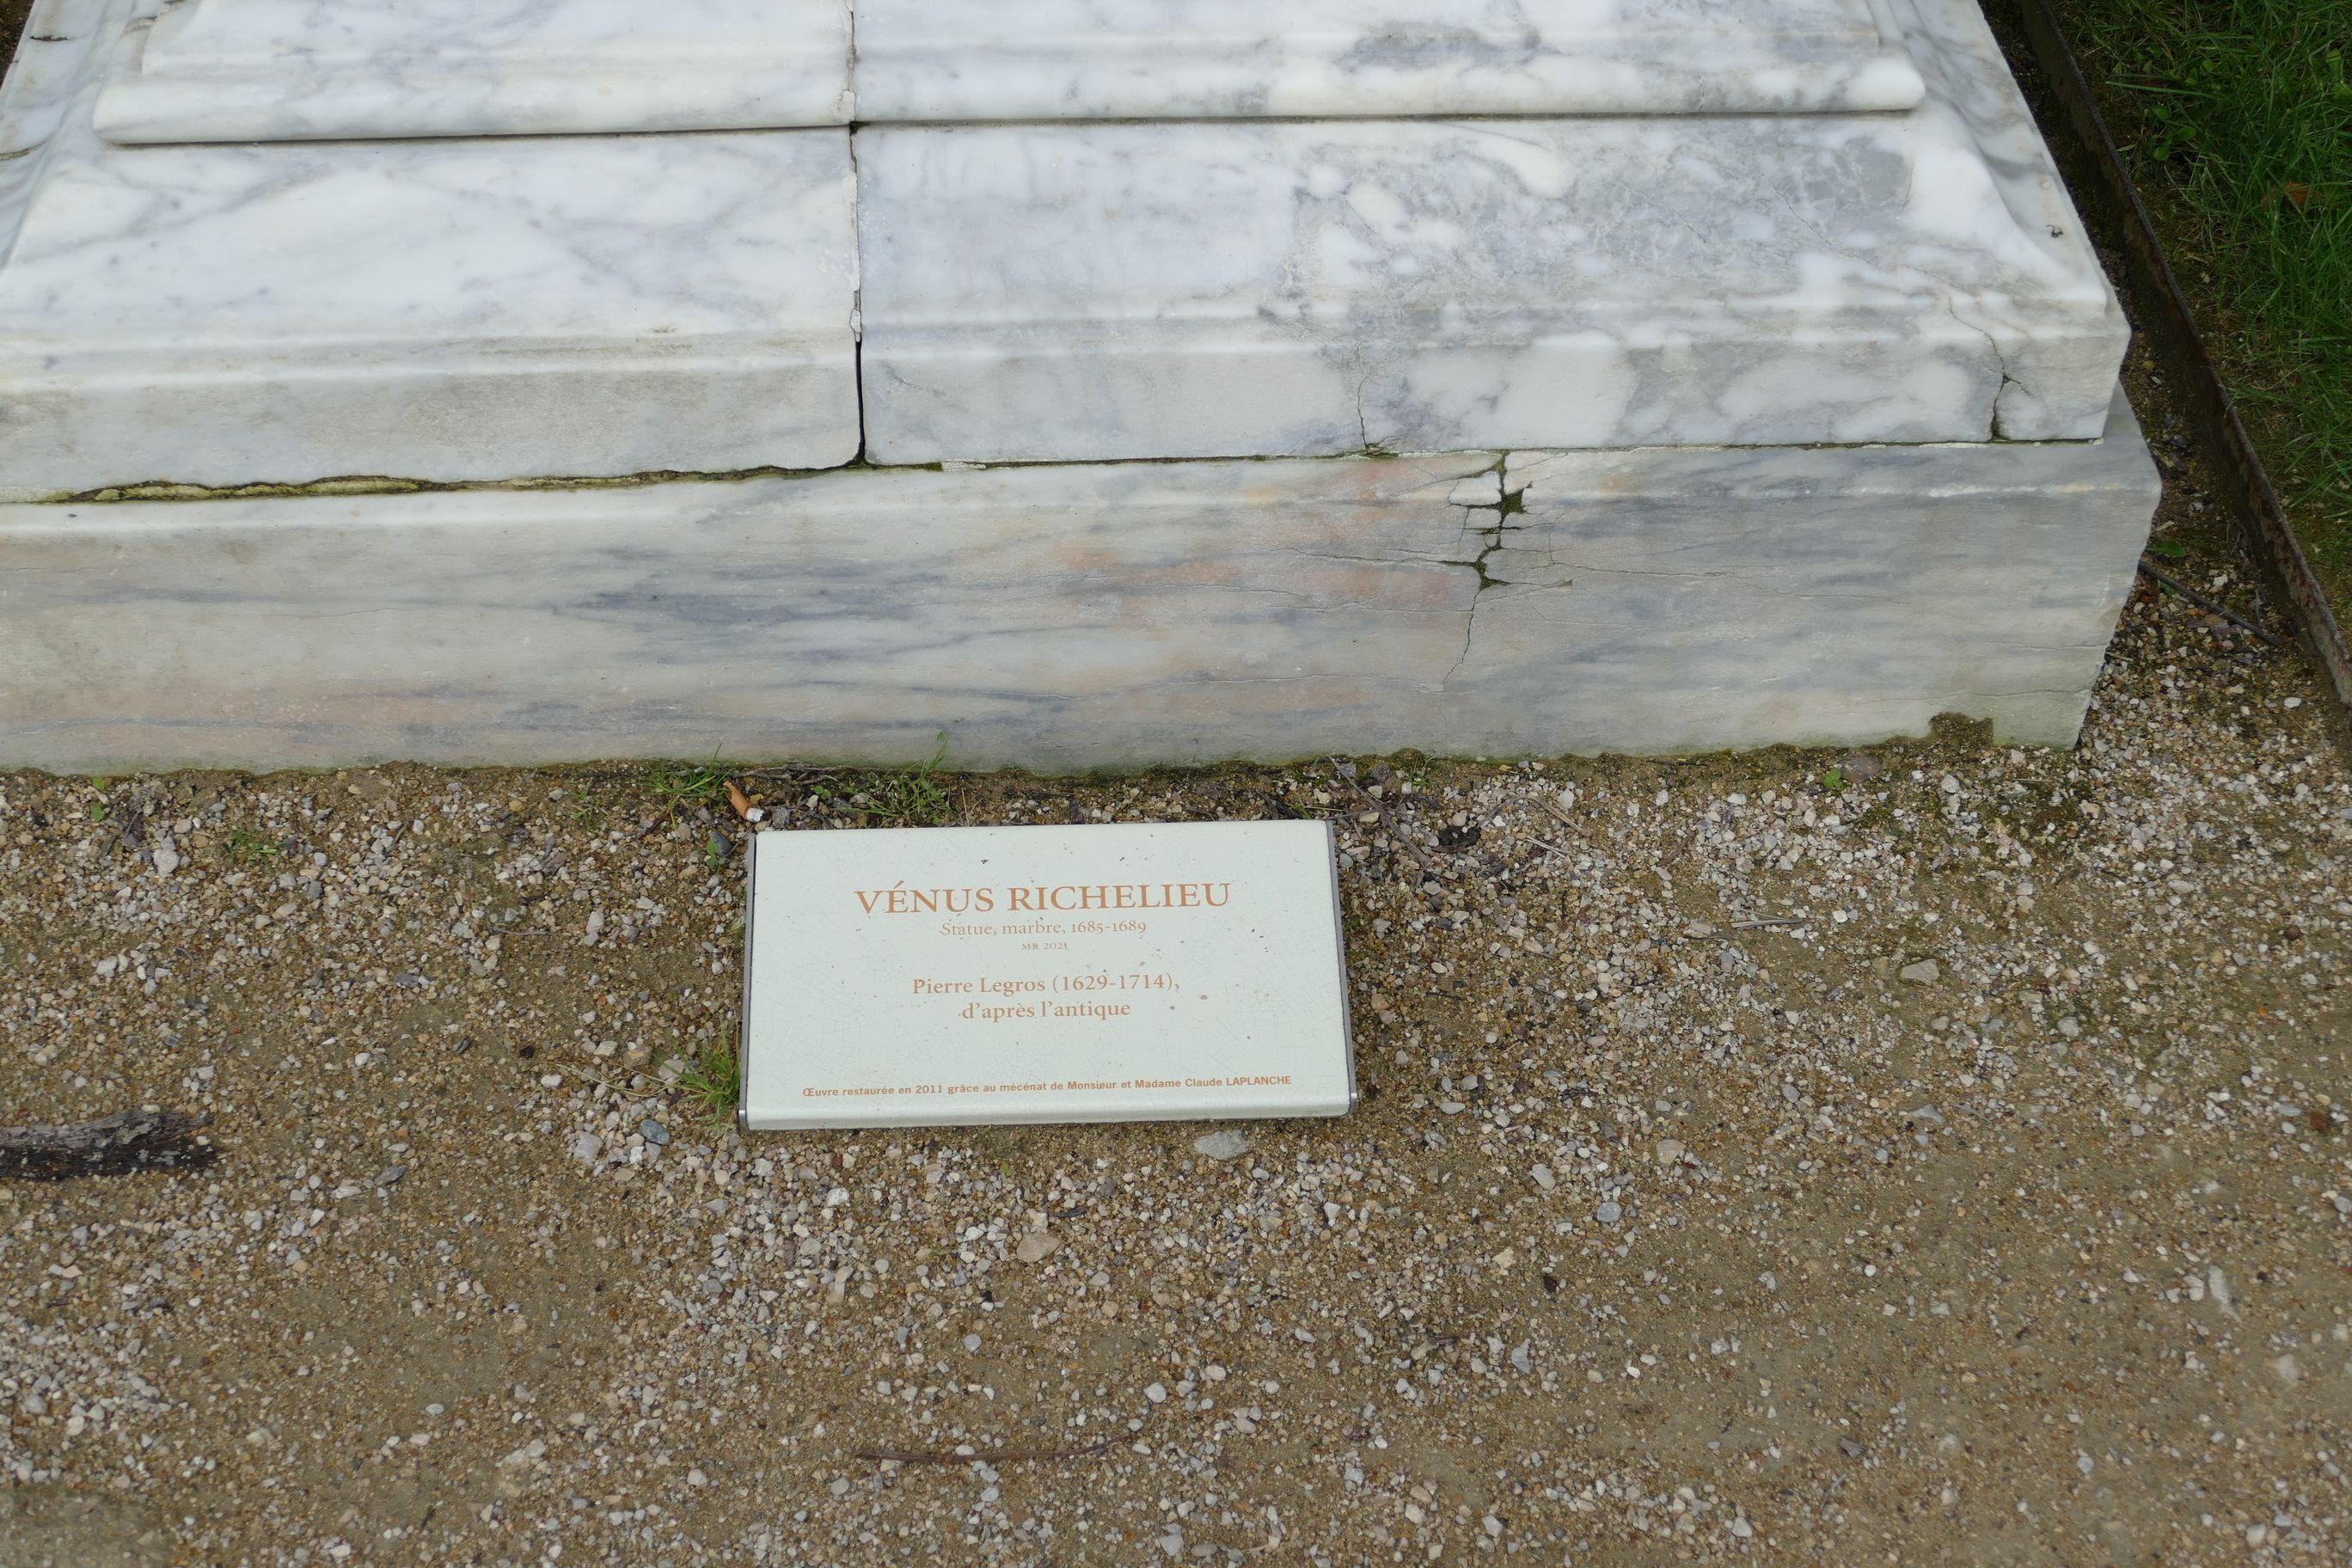 VÉNUS RICHELIEU
Statue, marbre, 1685-1689
MR 2021
Pierre Legros (1629-1714),
d'après l'antique
Œuvre restaurée en 2011 grâce au mécénat de Monsieur et Madame Claude LAPLANCHE